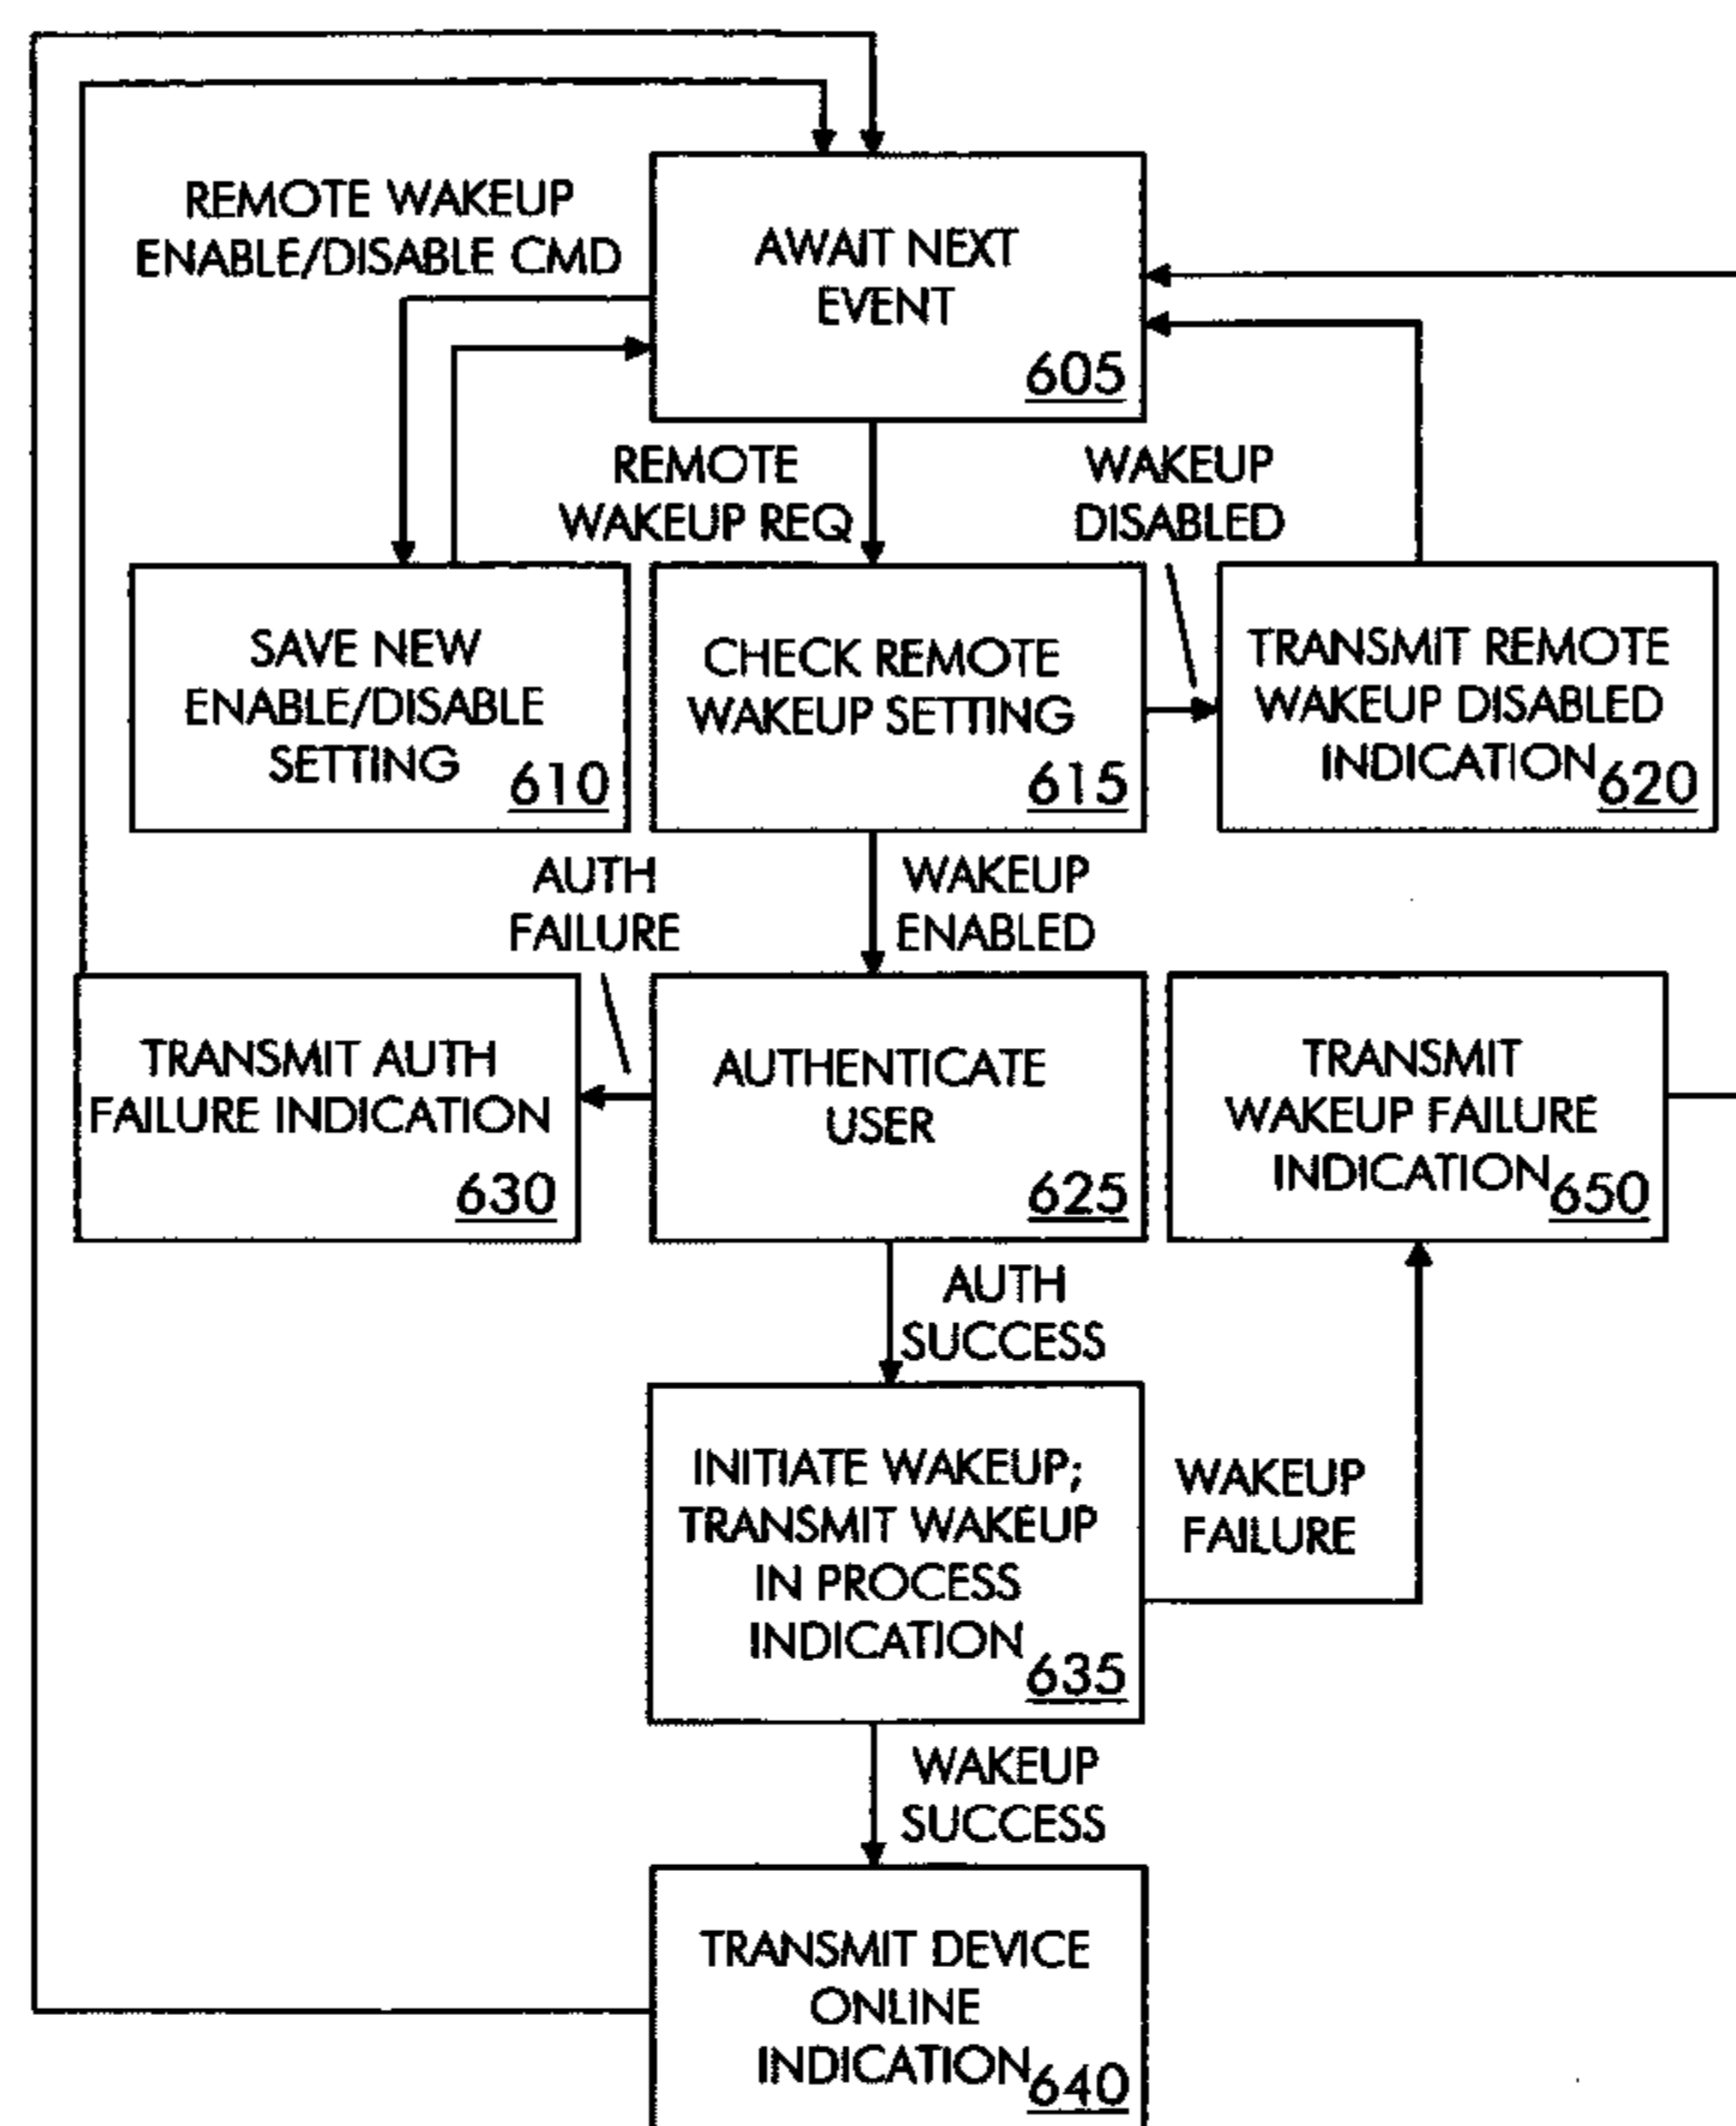 REMOTE WAKEUP
ENABLE/DISABLE CMD
AWAIT NEXT
EVENT
605
REMOTE
WAKEUP REQ
WAKEUP
DISABLED
SAVE NEW
ENABLE/DISABLE
SETTING
610
CHECK REMOTE
WAKEUP SETTING
615
TRANSMIT REMOTE
WAKEUP DISABLED
INDICATION
620
AUTH
FAILURE
WAKEUP
ENABLED
TRANSMIT AUTH
FAILURE INDICATION
630
AUTHENTICATE
USER
625
TRANSMIT
WAKEUP FAILURE
INDICATION
650
AUTH
SUCCESS
INITIATE WAKEUP;
TRANSMIT WAKEUP
IN PROCESS
INDICATION
635
WAKEUP
FAILURE
WAKEUP
SUCCESS
TRANSMIT DEVICE
ONLINE
INDICATION
640